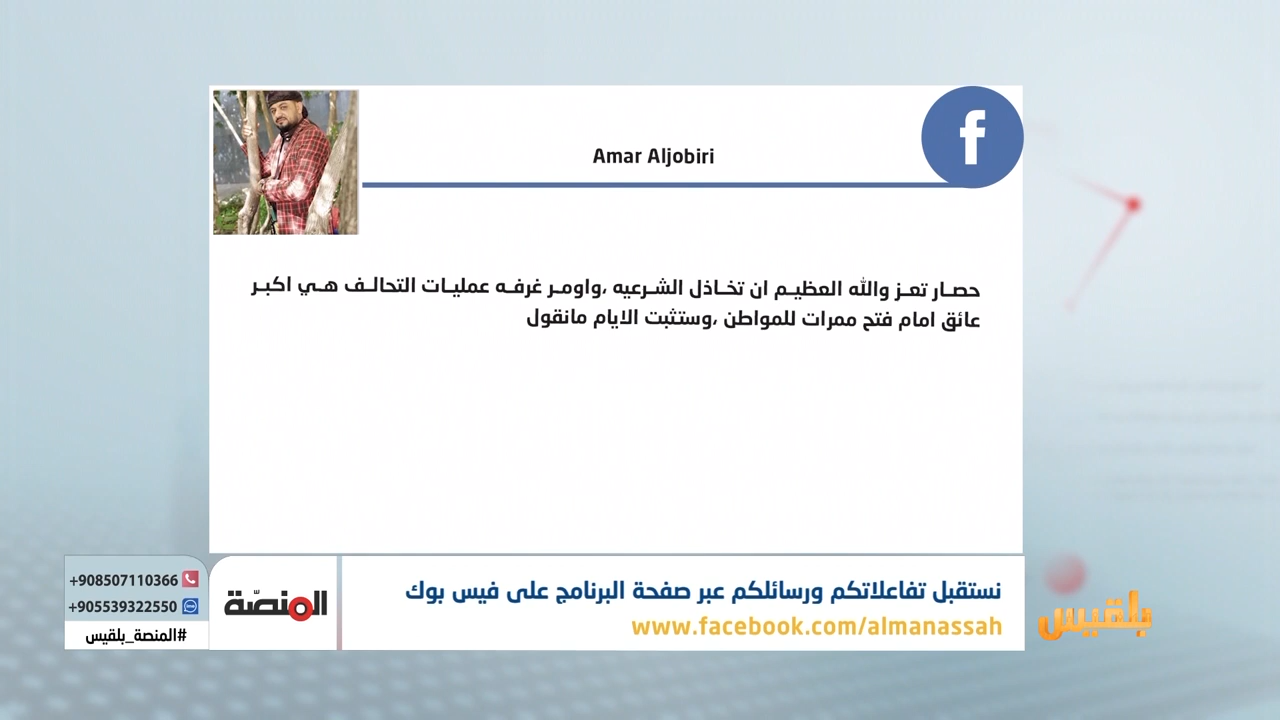 f
Amar Aljobiri
حصار تعز والله العظيم ان تخاذل الشرعيه ،واومر غرفه عمليات التحالف هي اكبر
عائق امام فتح ممرات للمواطن ،وستثبت الايام مانقول
نستقبل تفاعلاتكم ورسائلكم عبر صفحة البرنامج على فيس بوك
www.facebook.com/almanassah
المنصّة
+908507110366
+905539322550
#المنصة_بلقيس
بلقيس